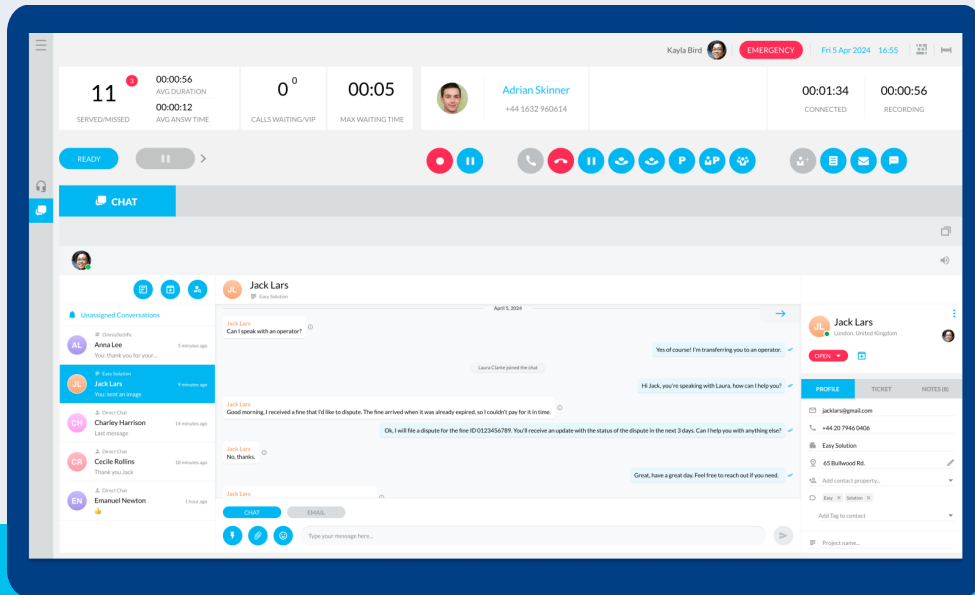 Kayla Bird
EMERGENCY
Fri 5 Apr 2024 16:55
11
3
SERVED/MISSED
00:00:56
AVG DURATION
00:00:12
AVG ANSW TIME
0 0
CALLS WAITING/VIP
00:05
MAX WAITING TIME
Adrian Skinner
+44 1632 960614
00:01:34
CONNECTED
00:00:56
RECORDING
READY
P
P
CHAT
Unassigned Conversations
AL
OmniaTechfix
Anna Lee
You: thank you for your...
5 minutes ago
JL
Easy Solution
Jack Lars
You: sent an image
9 minutes ago
CH
Direct Chat
Charley Harrison
Last message
14 minutes ago
CR
Direct Chat
Cecile Rollins
Thank you Jack
18 minutes ago
EN
Direct Chat
Emanuel Newton
1 hour ago
JL
Jack Lars
Easy Solution
April 5, 2024
Jack Lars
Can I speak with an operator?
Yes of course! I'm transferring you to an operator.
Laura Clarke joined the chat
Hi Jack, you're speaking with Laura, how can I help you?
Jack Lars
Good morning, I received a fine that I'd like to dispute. The fine arrived when it was already expired, so I couldn't pay for it in time.
Ok, I will file a dispute for the fine ID 0123456789. You'll receive an update with the status of the dispute in the next 3 days. Can I help you with anything else?
Jack Lars
No, thanks.
Great, have a great day. Feel free to reach out if you need.
Jack Lars
CHAT
EMAIL
Type your message here...
JL
Jack Lars
London, United Kingdom
OPEN
PROFILE
TICKET
NOTES (8)
jacklars@gmail.com
+44 20 7946 0406
Easy Solution
65 Bullwood Rd.
Add contact property...
Easy ×
Solution ×
Add Tag to contact
Project name...